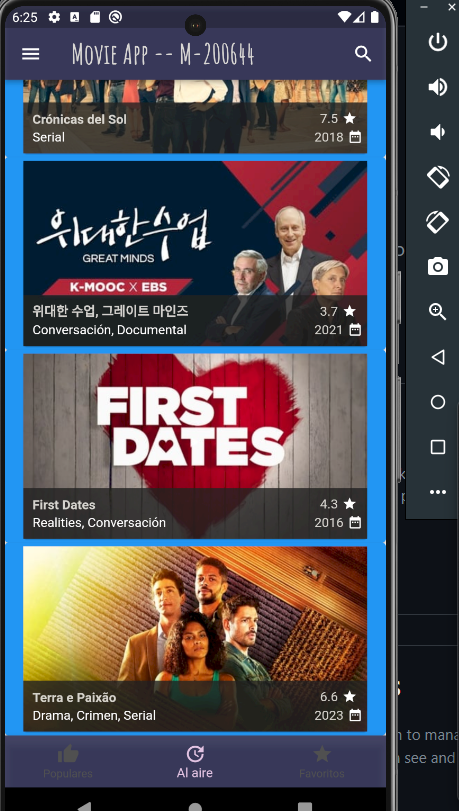 6:25
Movie App -- M-200644
Crónicas del Sol
7.5
Serial
2018
위대한 수업
GREAT MINDS
K-MOOC X EBS
위대한 수업, 그레이트 마인즈
3.7
Conversación, Documental
2021
FIRST
DATES
First Dates
4.3
Realities, Conversación
2016
Terra e Paixão
6.6
Drama, Crimen, Serial
2023
Populares
Al aire
Favoritos
to mana
see and